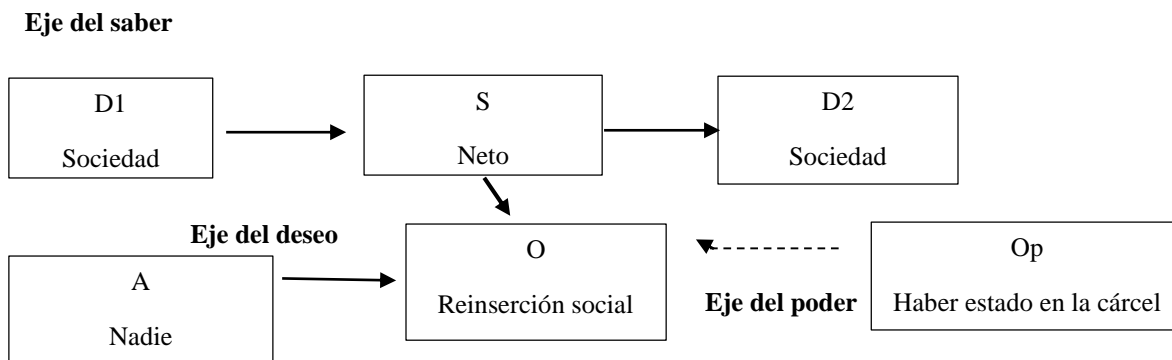 Eje del saber
D1
Sociedad
S
Neto
D2
Sociedad
Eje del deseo
A
Nadie
O
Reinserción social
Eje del poder
Op
Haber estado en la cárcel